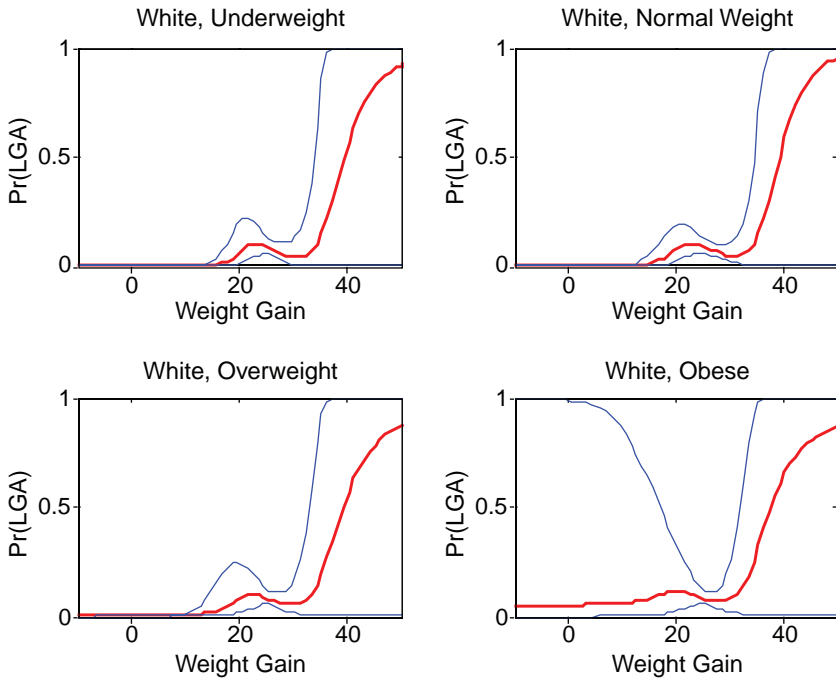 White, Underweight
White, Normal Weight
1
0.5
0
Pr(LGA)
0
20
40
Weight Gain
1
0.5
0
Pr(LGA)
0
20
40
Weight Gain
White, Overweight
White, Obese
1
0.5
0
Pr(LGA)
0
20
40
Weight Gain
1
0.5
0
Pr(LGA)
0
20
40
Weight Gain